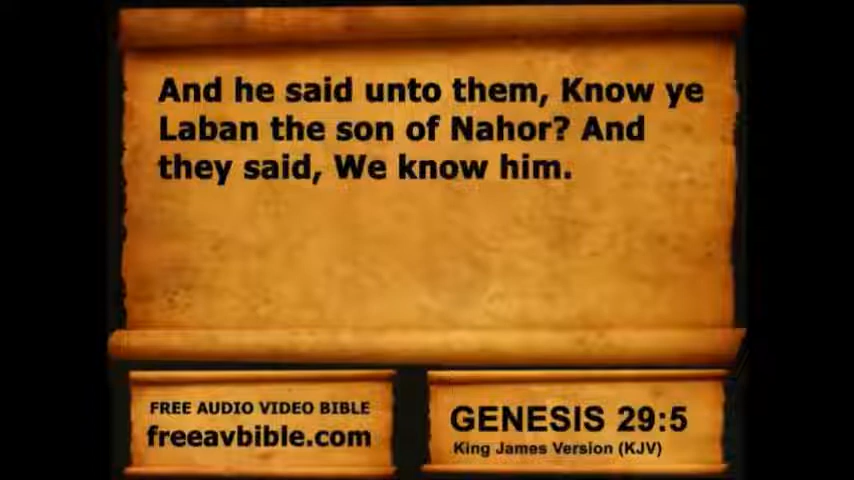 And he said unto them, Know ye
Laban the son of Nahor? And
they said, We know him.
FREE AUDIO VIDEO BIBLE
freeavbible.com
GENESIS 29:5
King James Version (KJV)